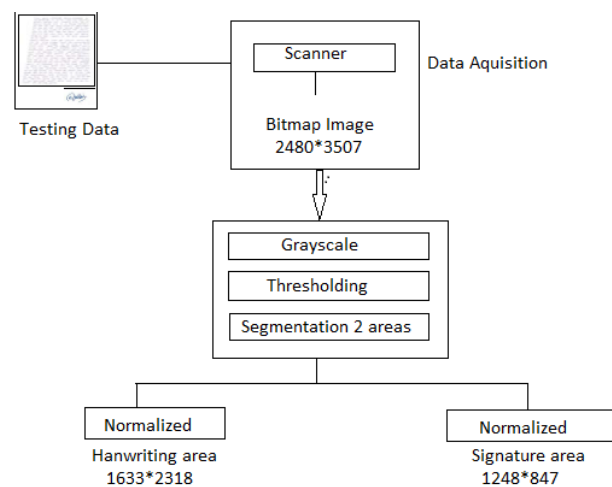 Scanner
Data Aquisition
Bitmap Image
2480*3507
Testing Data
Grayscale
Thresholding
Segmentation 2 areas
Normalized
Hanwriting area
1633*2318
Normalized
Signature area
1248*847